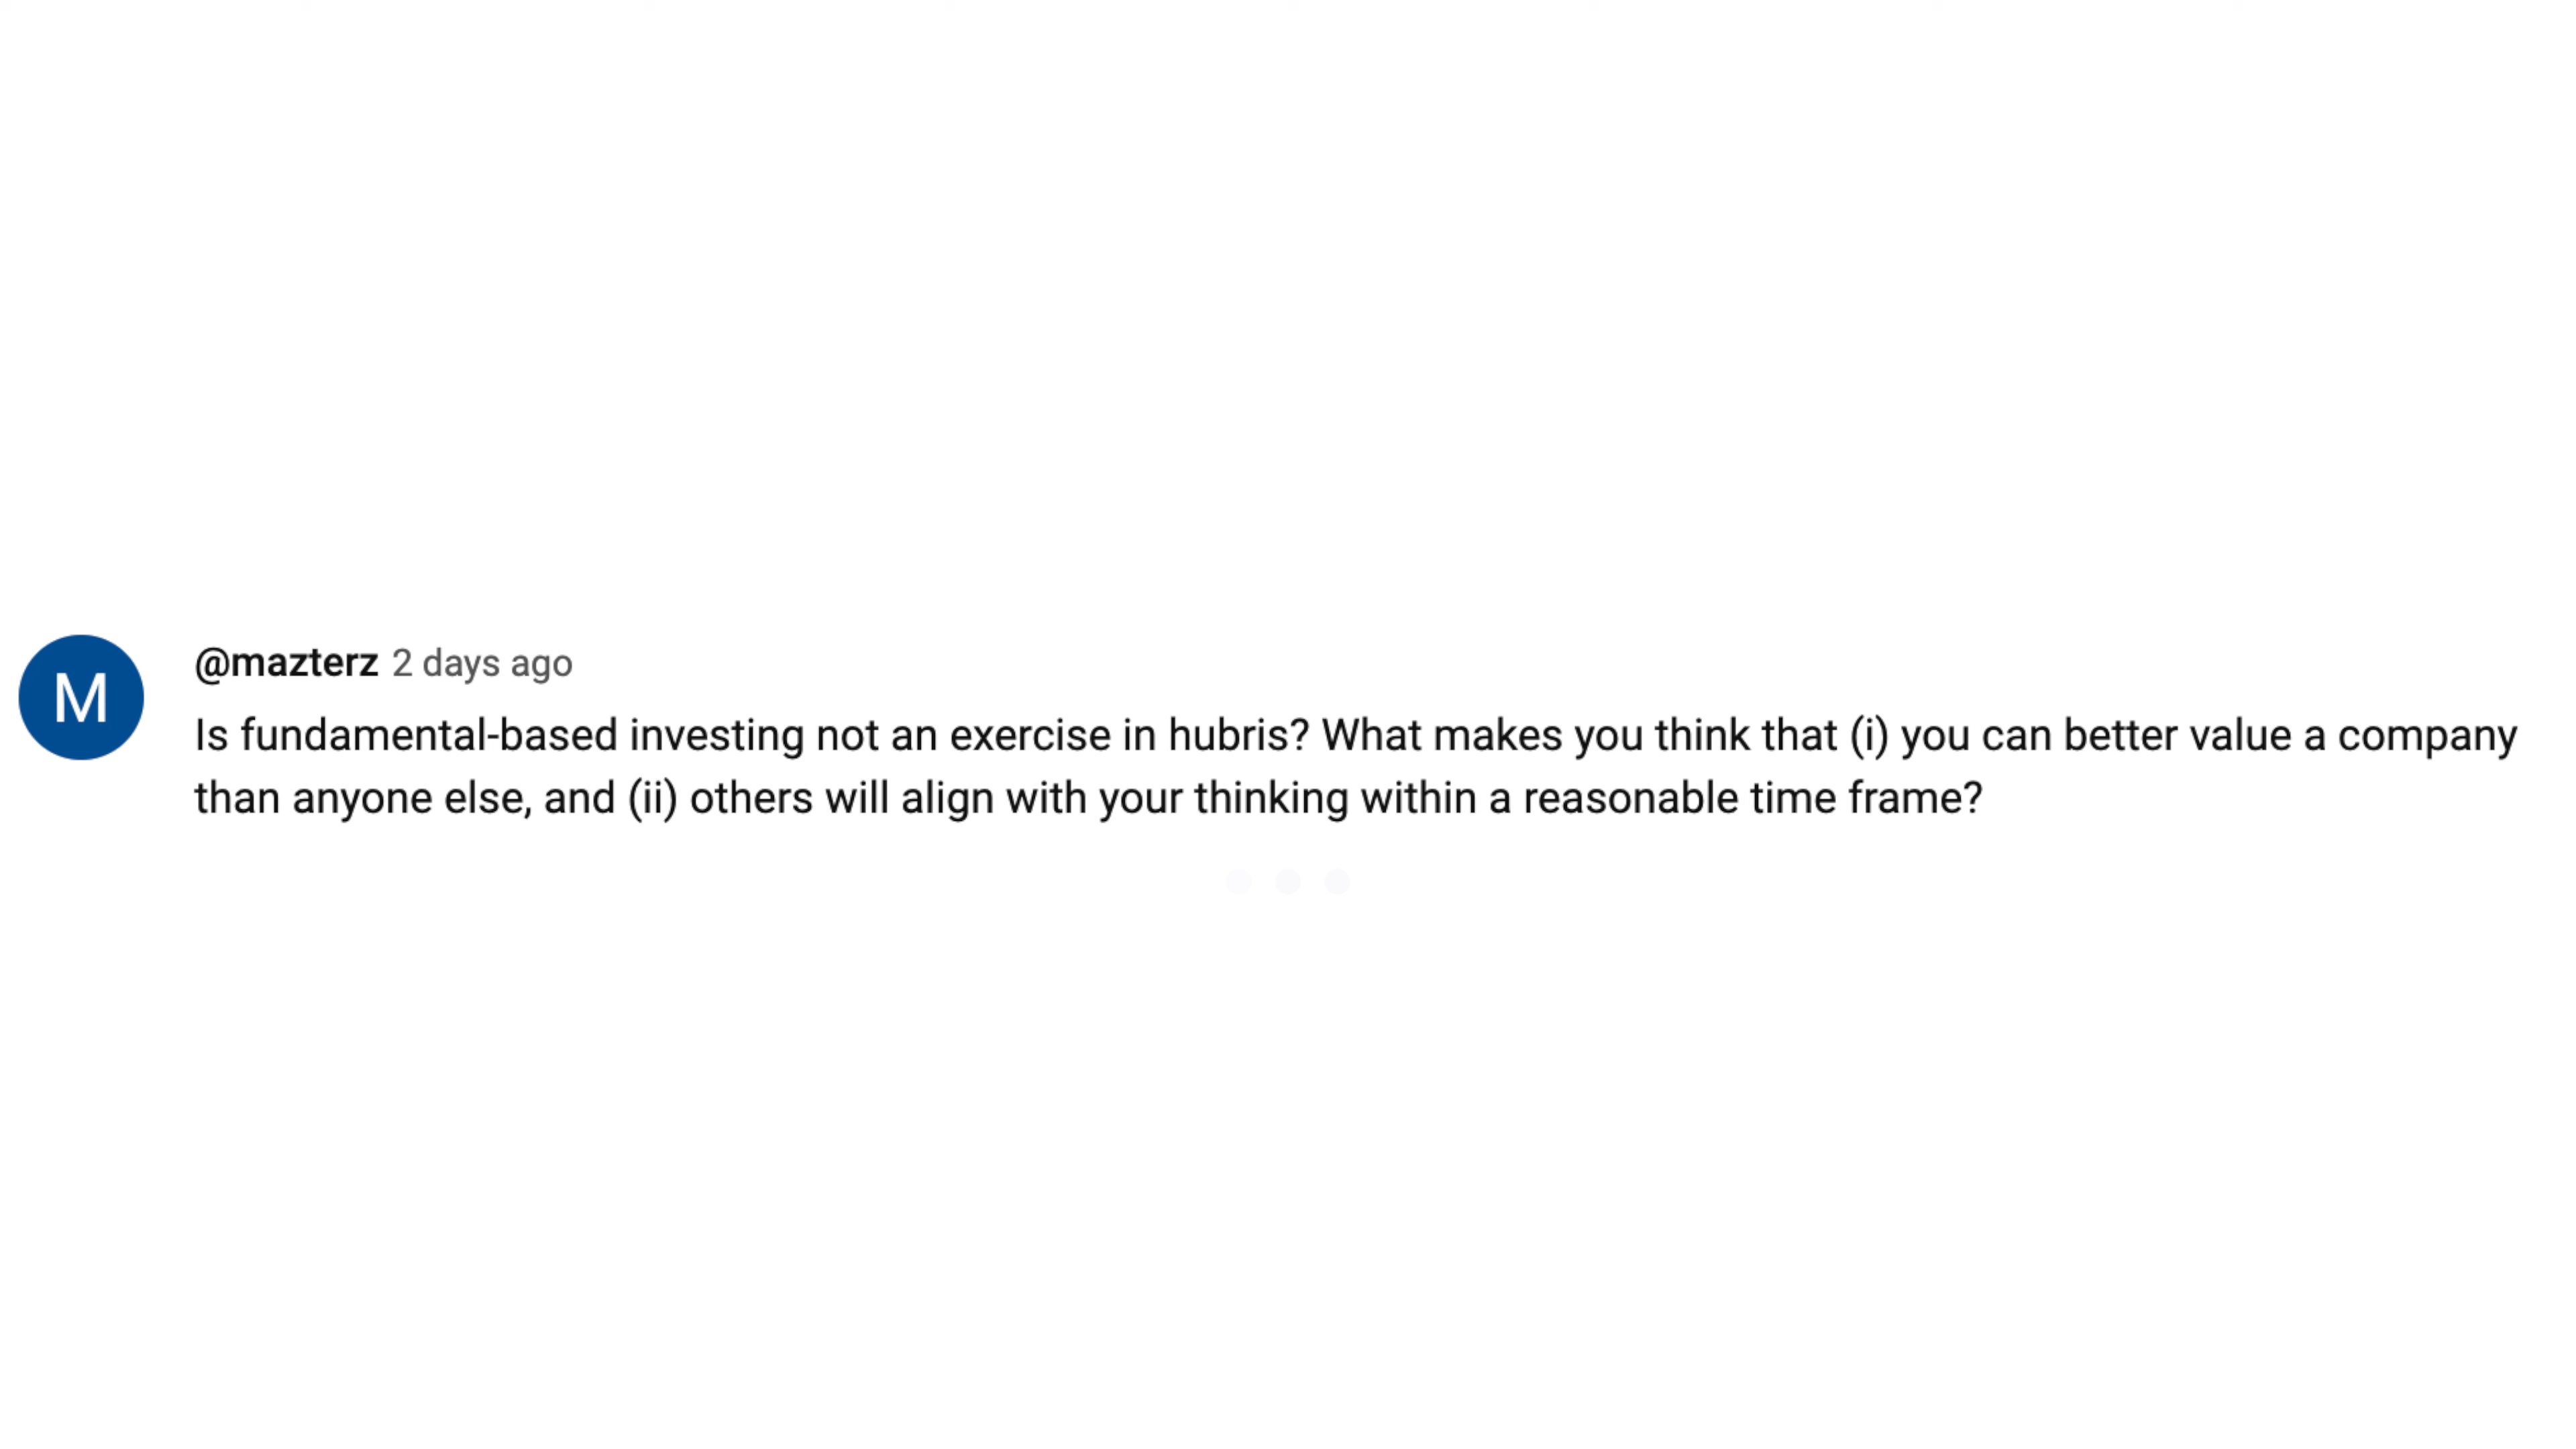 M
@mazterz 2 days ago
Is fundamental-based investing not an exercise in hubris? What makes you think that (i) you can better value a company
than anyone else, and (ii) others will align with your thinking within a reasonable time frame?